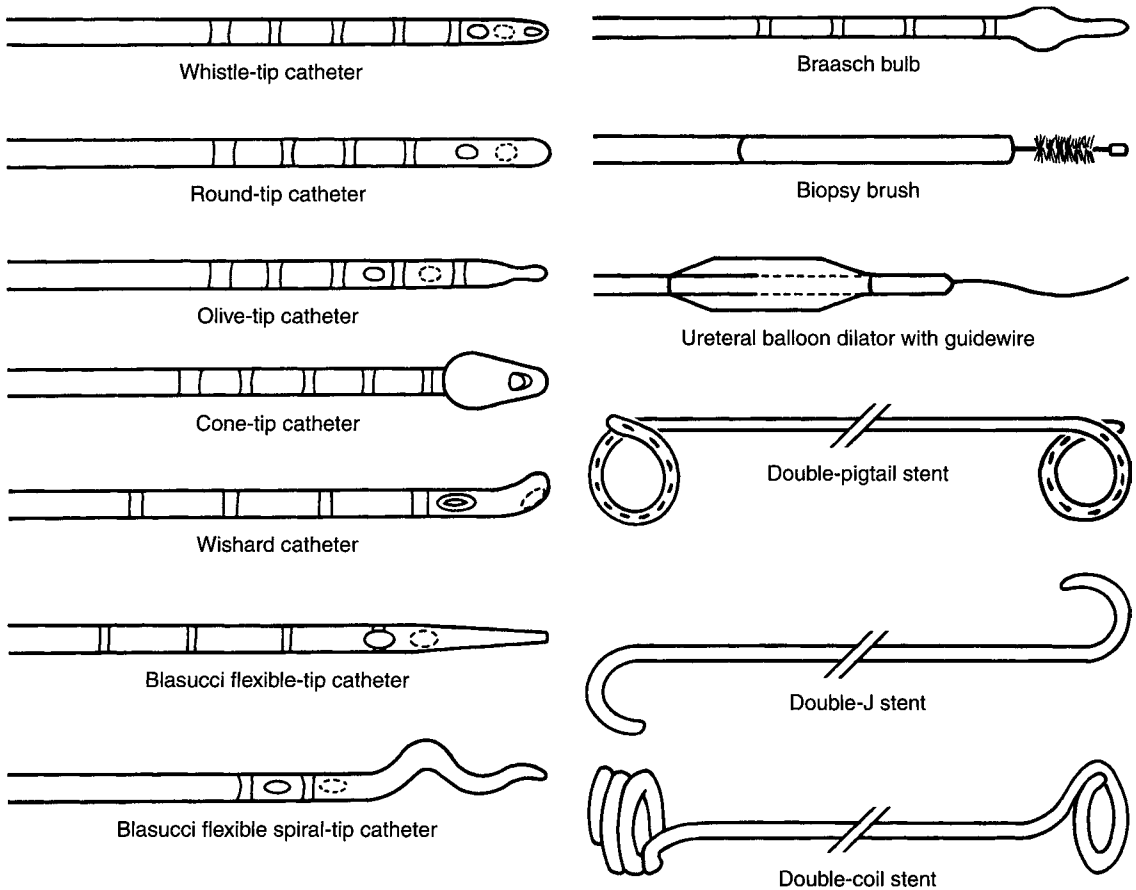 Whistle-tip catheter
Round-tip catheter
Olive-tip catheter
Cone-tip catheter
Wishard catheter
Blasucci flexible-tip catheter
Blasucci flexible spiral-tip catheter
Braasch bulb
Biopsy brush
Ureteral balloon dilator with guidewire
Double-pigtail stent
Double-J stent
Double-coil stent